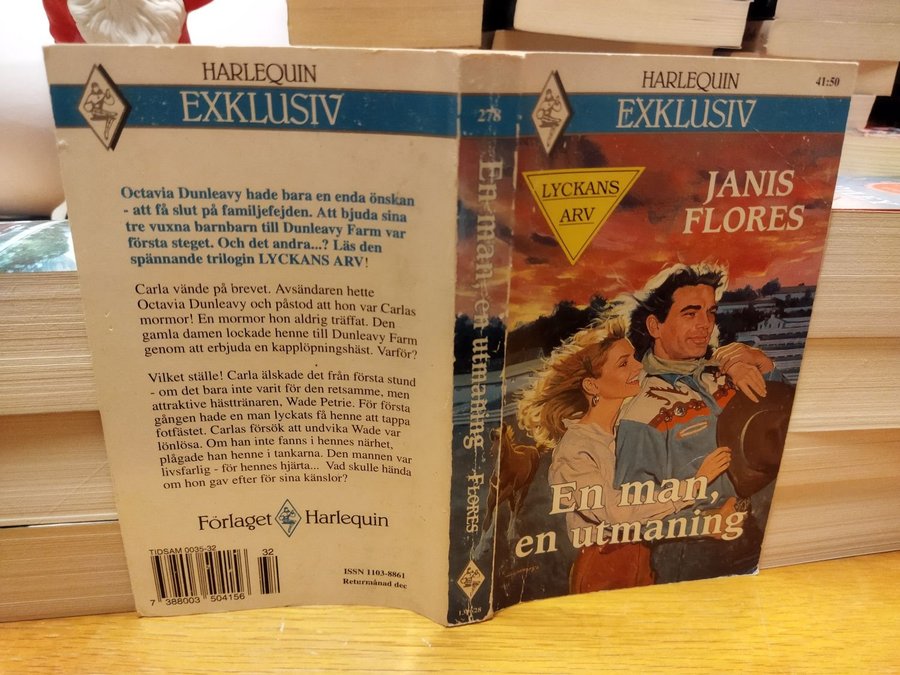 HARLEQUIN
EXKLUSIV
Octavia Dunleavy hade bara en enda önskan
- att få slut på familjefejden. Att bjuda sina
tre vuxna barnbarn till Dunleavy Farm var
första steget. Och det andra...? Läs den
spännande trilogin LYCKANS ARV!
Carla vände på brevet. Avsändaren hette
Octavia Dunleavy och påstod att hon var Carlas
mormor! En mormor hon aldrig träffat. Den
gamla damen lockade henne till Dunleavy Farm
genom att erbjuda en kapplöpningshäst. Varför?
Vilket ställe! Carla älskade det från första stund
- om det bara inte varit för den retsamme, men
attraktive hästtränaren, Wade Petrie. För första
gången hade en man lyckats få henne att tappa
fotfästet. Carlas försök att undvika Wade var
lönlösa. Om han inte fanns i hennes närhet,
plågade han henne i tankarna. Den mannen var
livsfarlig - för hennes hjärta... Vad skulle hända
om hon gav efter för sina känslor?
Förlaget Harlequin
TIDSAM 0035-32
32
7 388003 504156
ISSN 1103-8861
Returmånad dec
278
En man, en utmaning
FLORES
HARLEQUIN
41:50
EXKLUSIV
LYCKANS
ARV
JANIS
FLORES
En man,
en utmaning